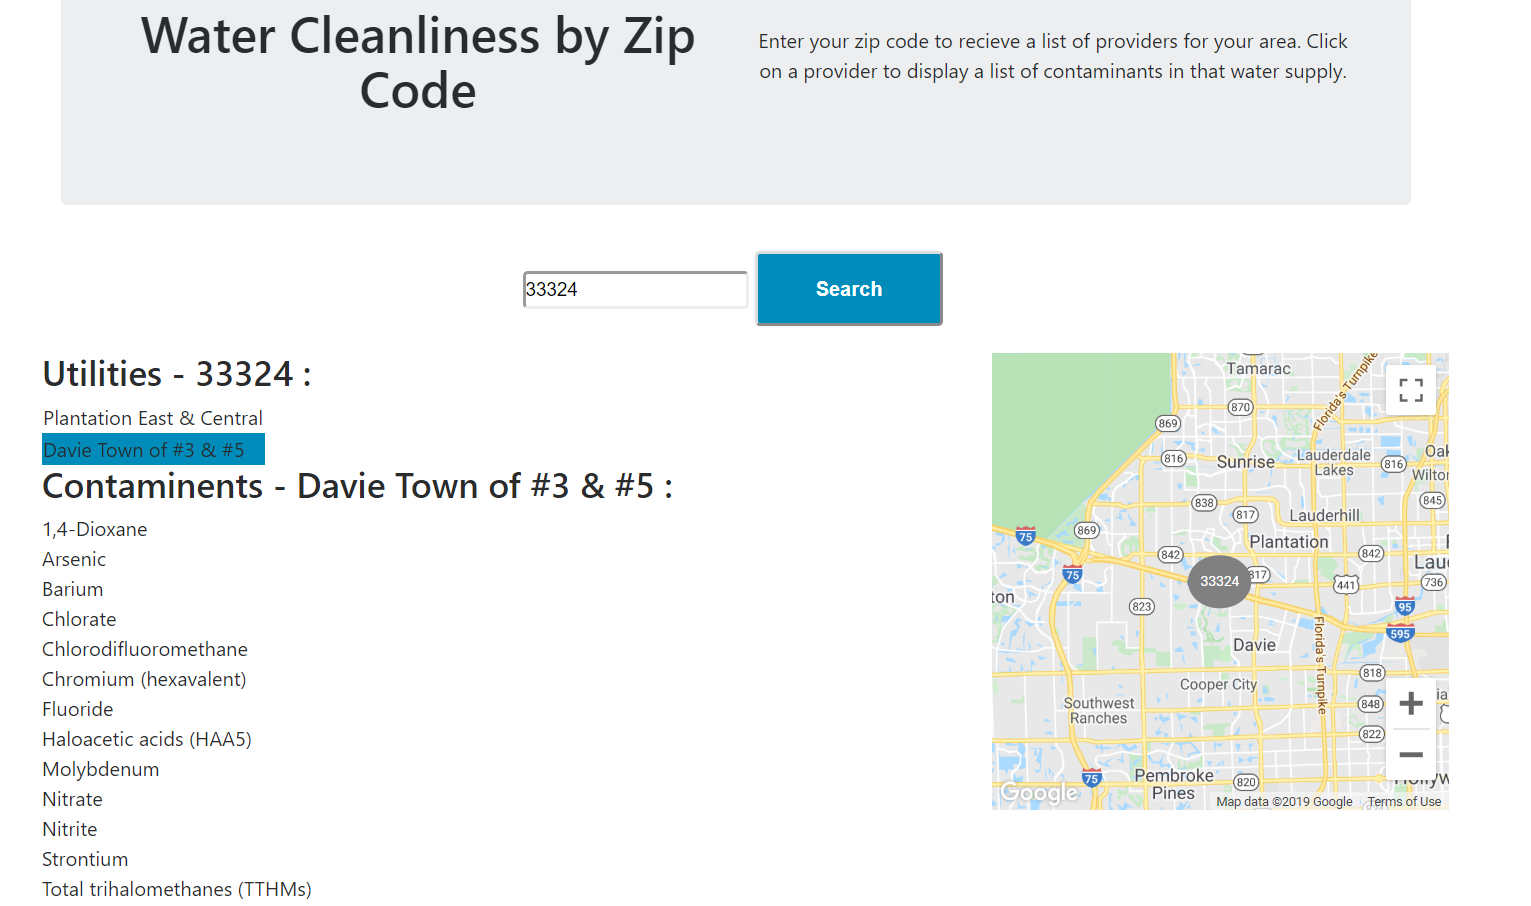 Water Cleanliness by Zip
Code
Enter your zip code to recieve a list of providers for your area. Click
on a provider to display a list of contaminants in that water supply.
33324
Search
Utilities - 33324 :
Plantation East & Central
Davie Town of #3 & #5
Contaminents - Davie Town of #3 & #5 :
1,4-Dioxane
Arsenic
Barium
Chlorate
Chlorodifluoromethane
Chromium (hexavalent)
Fluoride
Haloacetic acids (HAA5)
Molybdenum
Nitrate
Nitrite
Strontium
Total trihalomethanes (TTHMs)
Tamarac
870
Florida's Turnpike
869
816
Sunrise
Lauderdale
Lakes
816
838
817
845
Lauderhill
75
869
Plantation
842
842
75
33324
817
441
736
823
95
595
Davie
Florida's Turnpike
818
Cooper City
Southwest
Ranches
848
822
75
Pembroke
Pines
820
Google
Map data ©2019 Google
Terms of Use